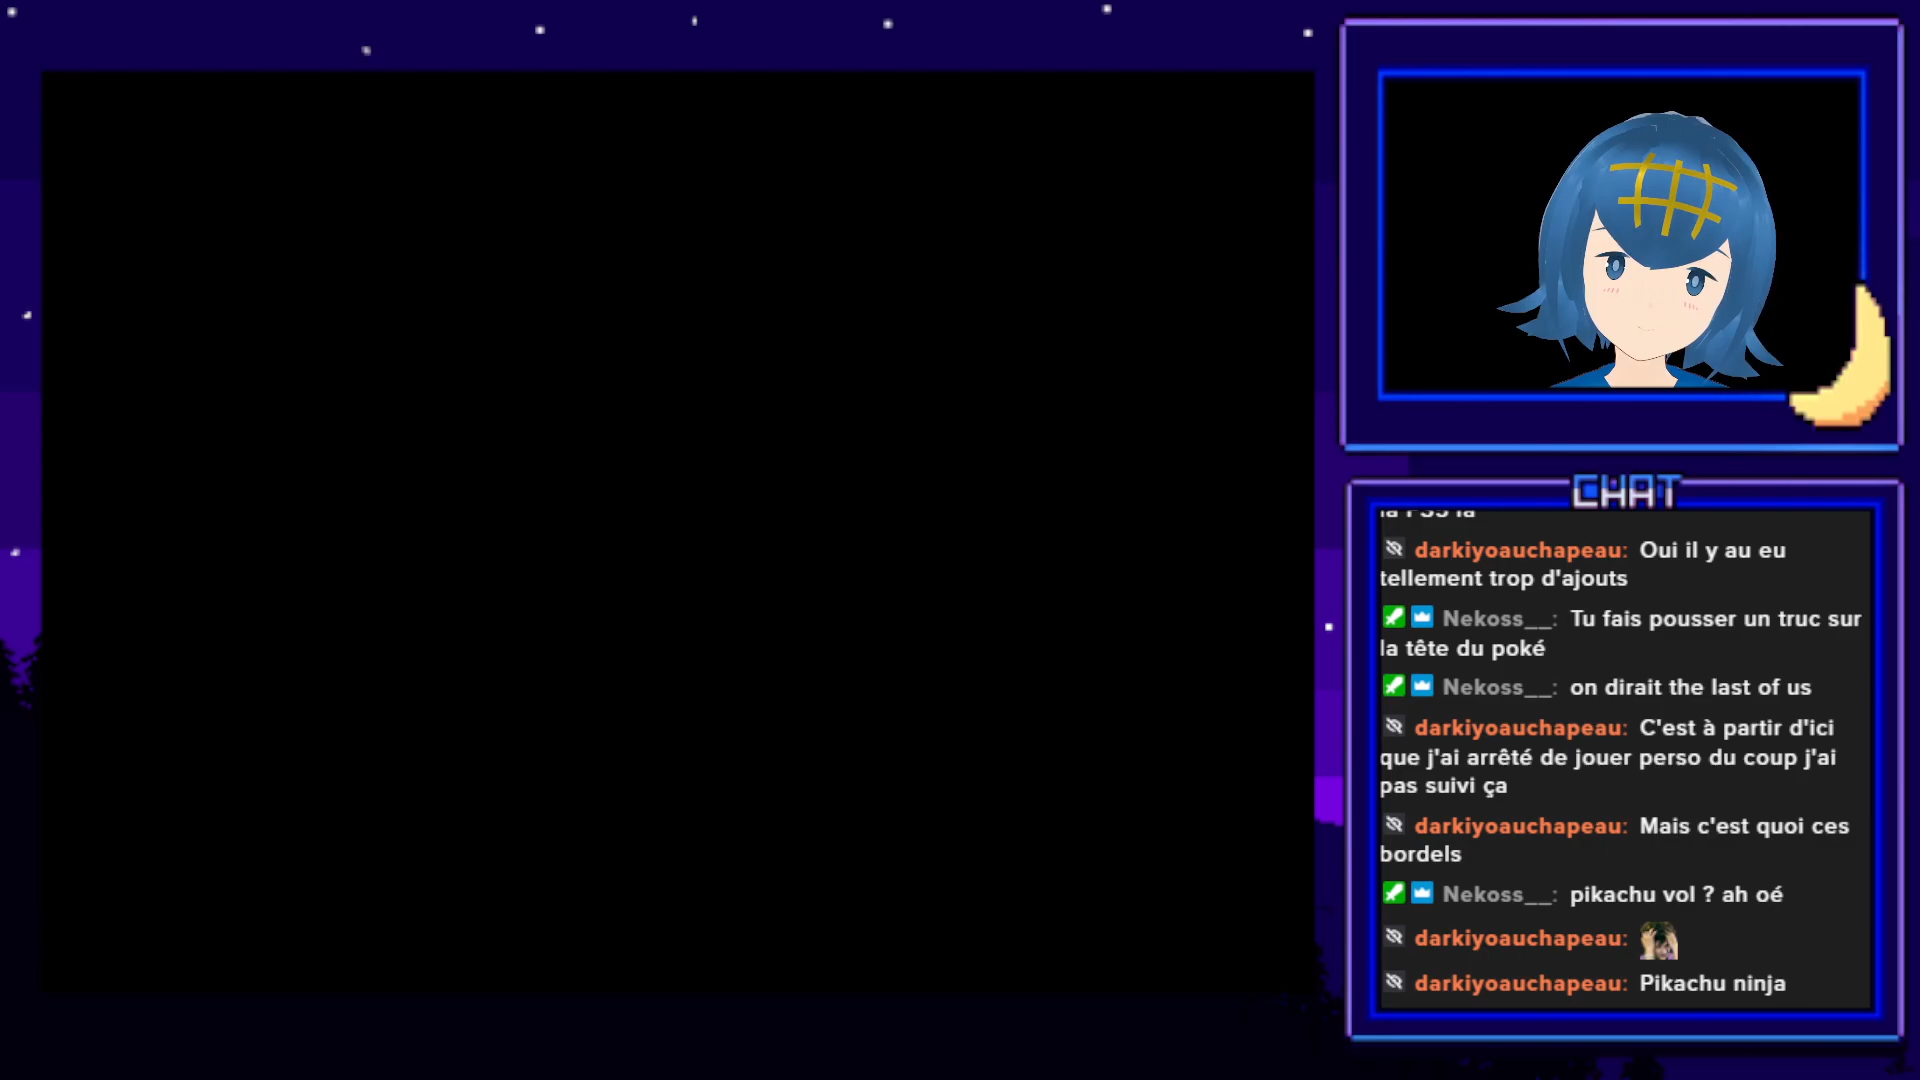 CHAT
la PS5 la
darkiyoauchapeau: Oui il y au eu
tellement trop d'ajouts
Nekoss__: Tu fais pousser un truc sur
la tête du poké
Nekoss__: on dirait the last of us
darkiyoauchapeau: C'est à partir d'ici
que j'ai arrêté de jouer perso du coup j'ai
pas suivi ça
darkiyoauchapeau: Mais c'est quoi ces
bordels
Nekoss__: pikachu vol ? ah oé
darkiyoauchapeau:
darkiyoauchapeau: Pikachu ninja